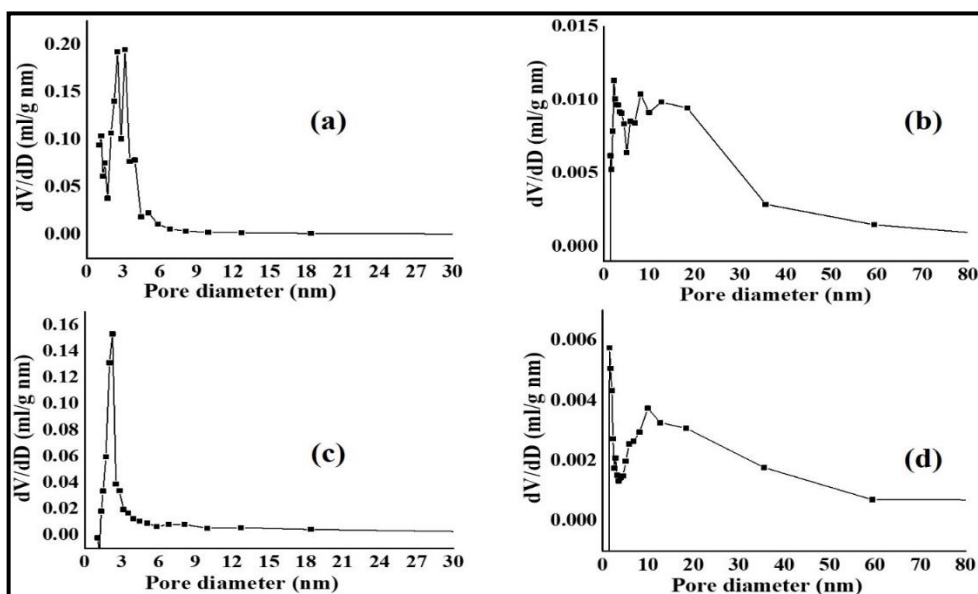 dV/dD (ml/g nm)
0.20
0.15
0.10
0.05
0.00
(a)
0 3 6 9 12 15 18 21 24 27 30
Pore diameter (nm)
dV/dD (ml/g nm)
0.015
0.010
0.005
0.000
(b)
0 10 20 30 40 50 60 70 80
Pore diameter (nm)
dV/dD (ml/g nm)
0.16
0.14
0.12
0.10
0.08
0.06
0.04
0.02
0.00
(c)
0 3 6 9 12 15 18 21 24 27 30
Pore diameter (nm)
dV/dD (ml/g nm)
0.006
0.004
0.002
0.000
(d)
0 10 20 30 40 50 60 70 80
Pore diameter (nm)